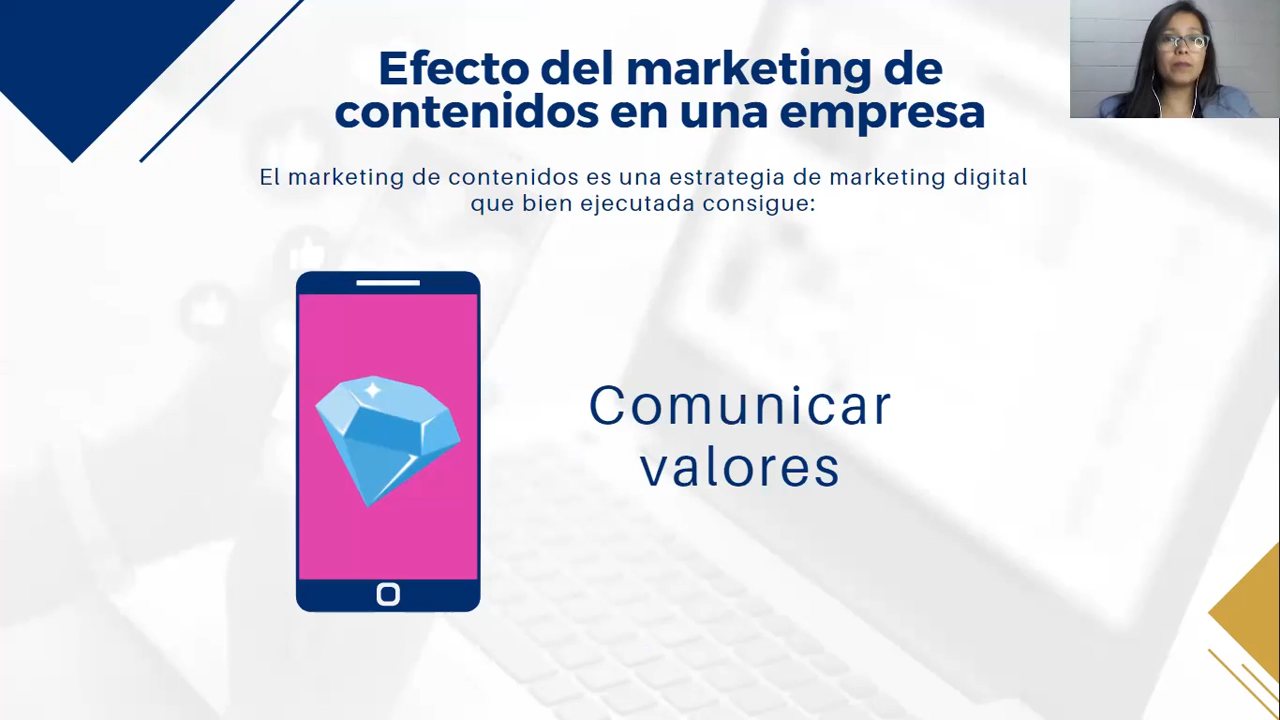 Efecto del marketing de
contenidos en una empresa
El marketing de contenidos es una estrategia de marketing digital
que bien ejecutada consigue:
Comunicar
valores